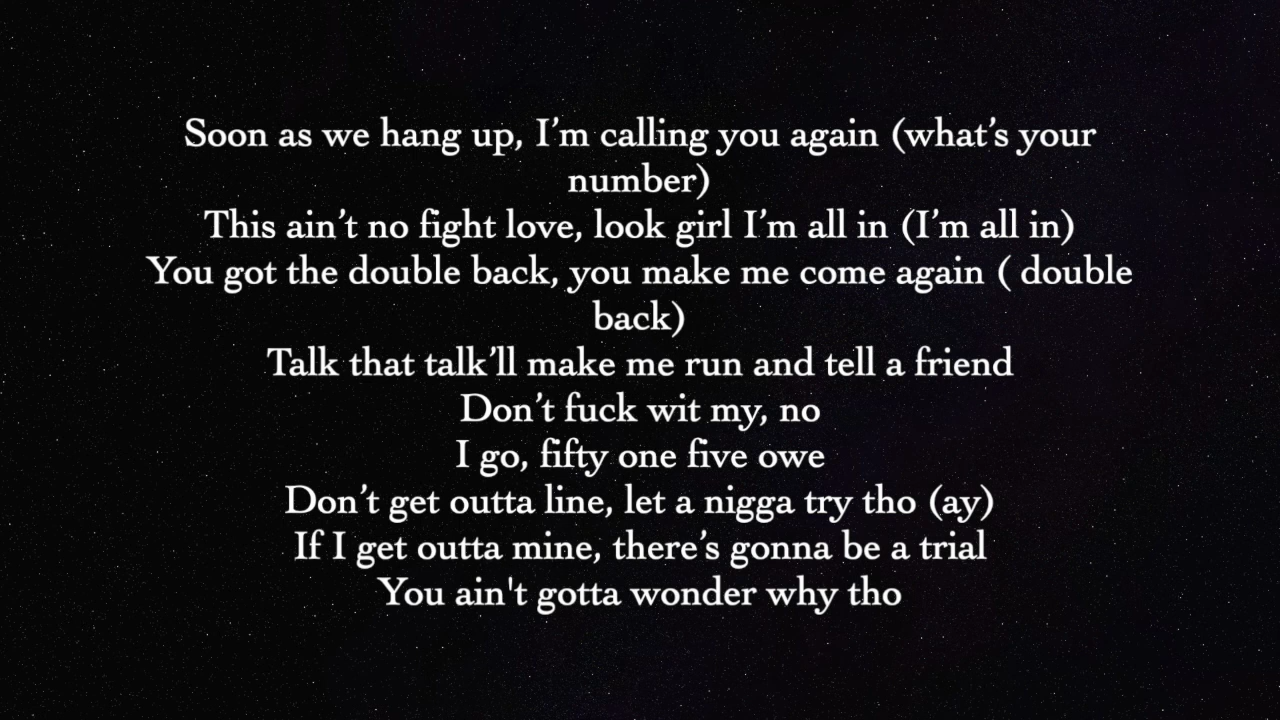 Soon as we hang up, I’m calling you again (what’s your
number)
This ain’t no fight love, look girl I’m all in (I’m all in)
You got the double back, you make me come again ( double
back)
Talk that talk’ll make me run and tell a friend
Don’t fuck wit my, no
I go, fifty one five owe
Don’t get outta line, let a nigga try tho (ay)
If I get outta mine, there’s gonna be a trial
You ain't gotta wonder why tho